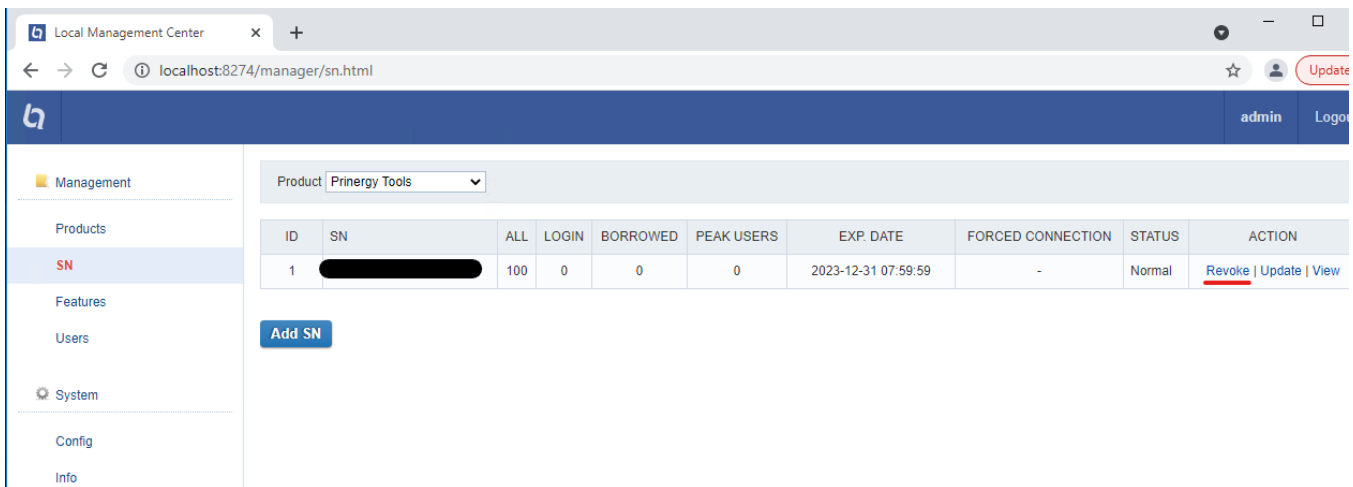 Local Management Center
localhost:8274/manager/sn.html
Update
admin Logou
Management
Product Prinergy Tools
Products
ID SN ALL LOGIN BORROWED PEAK USERS EXP. DATE FORCED CONNECTION STATUS ACTION
SN
1 100 0 0 0 2023-12-31 07:59:59 - Normal Revoke | Update | View
Features
Add SN
Users
System
Config
Info